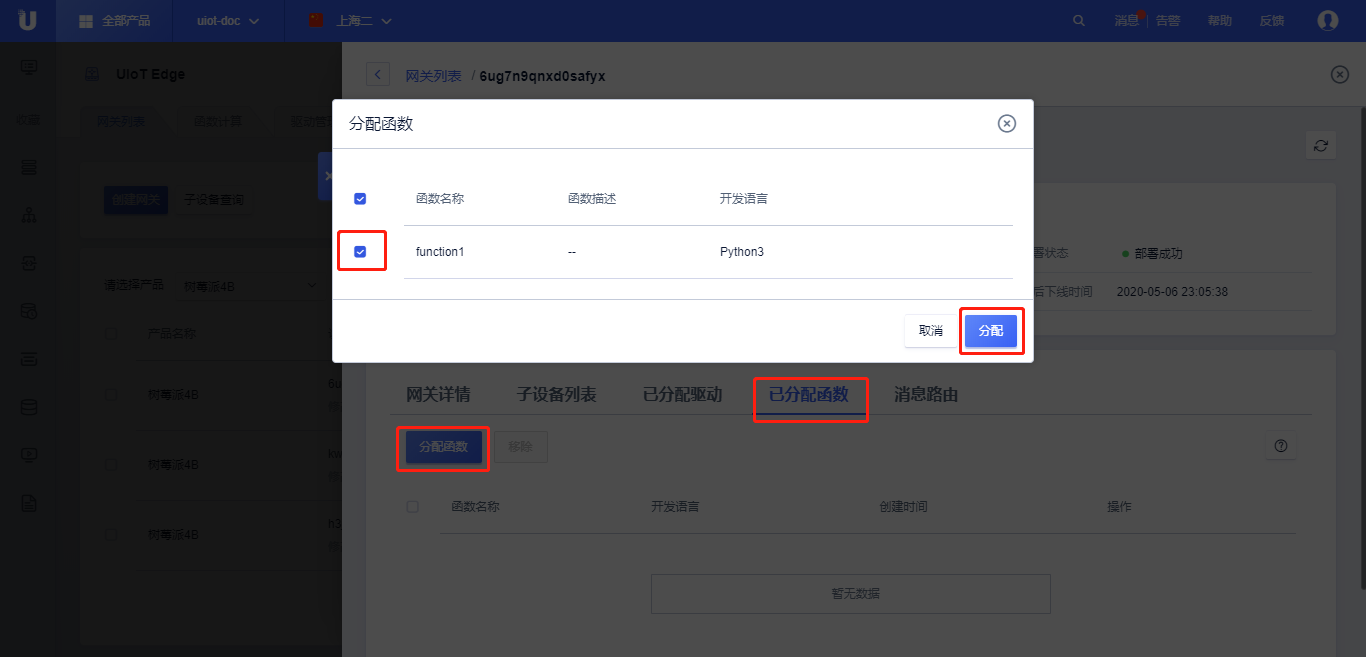 全部产品
uiot-doc
上海二
消息
告警
帮助
反馈
UIoT Edge
网关列表
函数计算
网关列表 / 6ug7n9qnxd0safyx
分配函数
函数名称 函数描述 开发语言
function1 -- Python3
取消
分配
创建网关
子设备查询
请选择产品
树莓派4B
产品名称
树莓派4B
树莓派4B
树莓派4B
署状态
部署成功
后下线时间
2020-05-06 23:05:38
网关详情
子设备列表
已分配驱动
已分配函数
消息路由
分配函数
移除
函数名称
开发语言
创建时间
操作
暂无数据